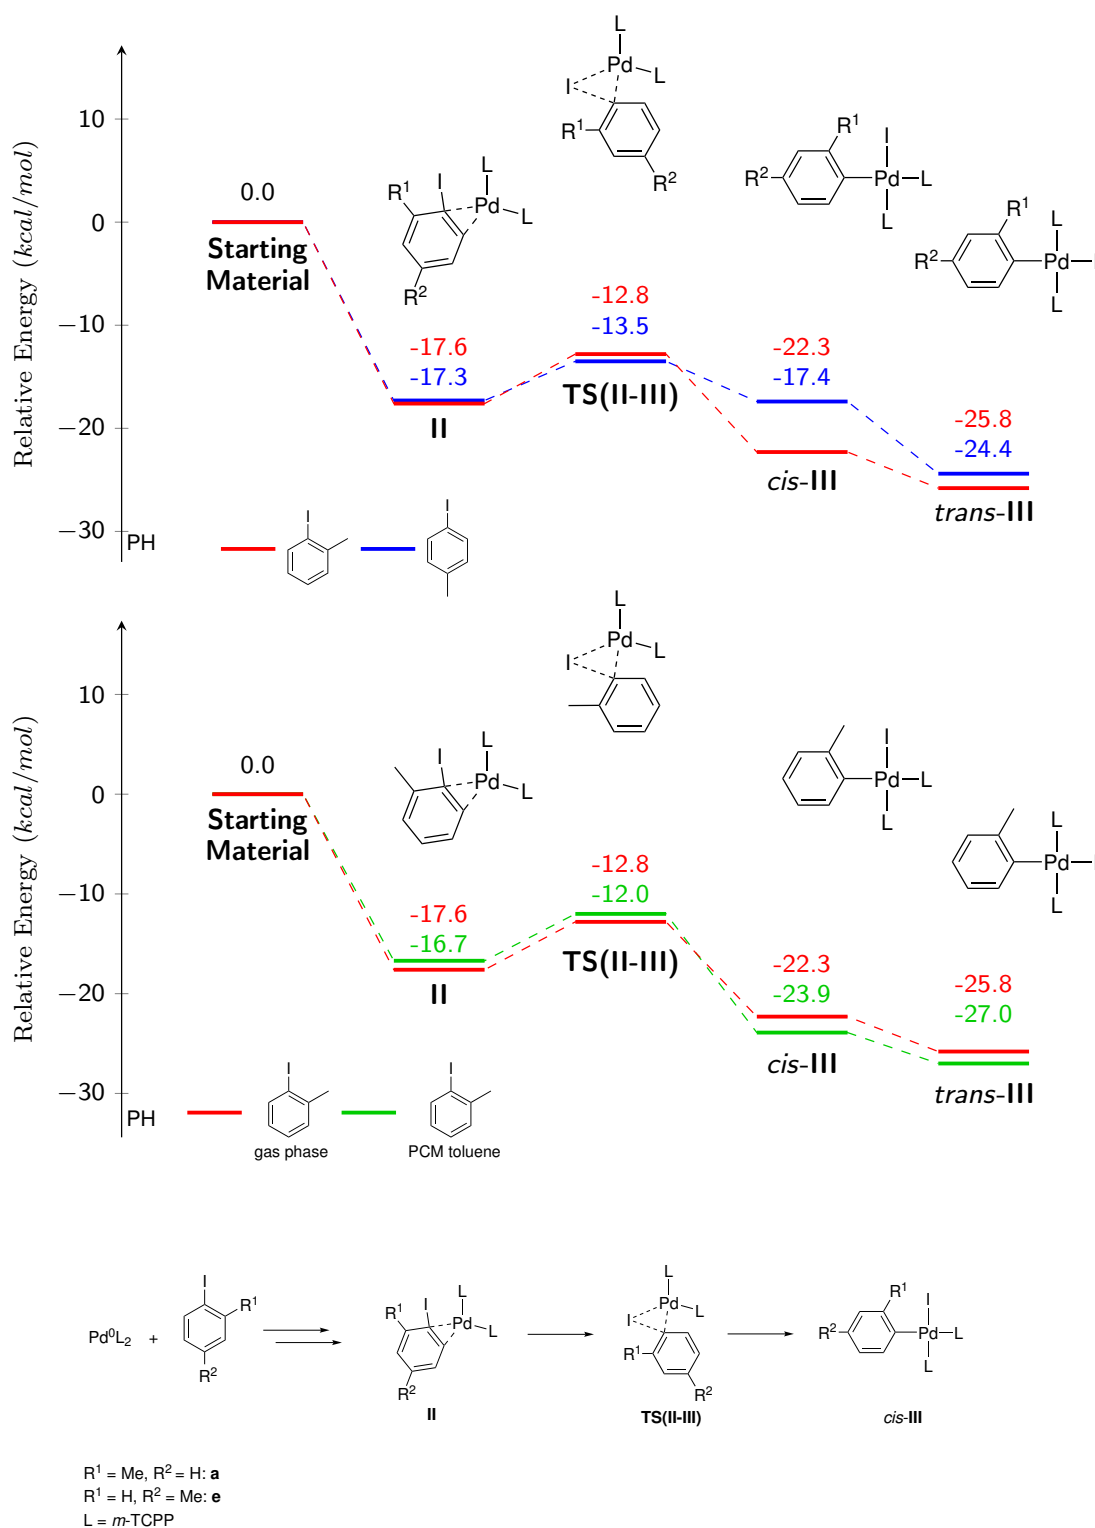 L
Pd
L
I
R¹
R²
Relative Energy (kcal/mol)
10
0
−10
−20
−30
PH
0.0
Starting
Material
R¹
I
L
Pd
L
R²
-17.6
-17.3
II
-12.8
-13.5
TS(II-III)
R¹
I
R²
Pd
L
L
-22.3
-17.4
cis-III
R¹
L
R²
Pd
L
-25.8
-24.4
trans-III
I
I
L
Pd
L
I
Relative Energy (kcal/mol)
10
0
−10
−20
−30
PH
0.0
Starting
Material
I
L
Pd
L
-17.6
-16.7
II
-12.8
-12.0
TS(II-III)
I
Pd
L
L
-22.3
-23.9
cis-III
L
Pd
L
-25.8
-27.0
trans-III
I
gas phase
I
PCM toluene
Pd⁰L₂ +
I
R¹
R²
R¹
I
L
Pd
L
R²
II
L
Pd
L
I
R¹
R²
TS(II-III)
R¹
I
R²
Pd
L
L
cis-III
R¹ = Me, R² = H: a
R¹ = H, R² = Me: e
L = m-TCPP